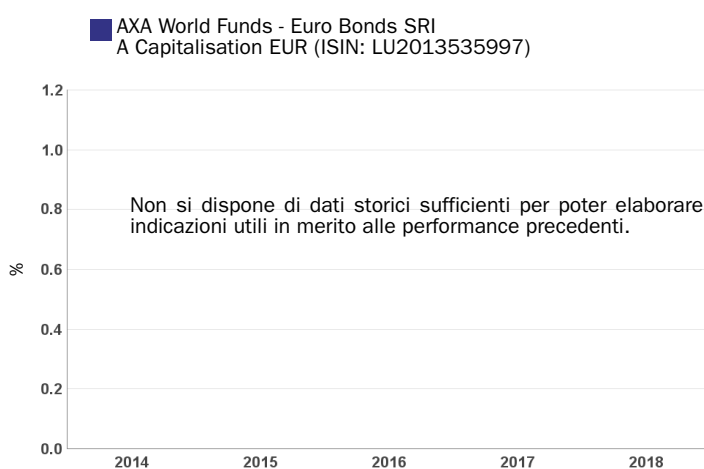 AXA World Funds - Euro Bonds SRI
A Capitalisation EUR (ISIN: LU2013535997)
1.2
1.0
Non si dispone di dati storici sufficienti per poter elaborare
0.8
indicazioni utili in merito alle performance precedenti.
%
0.6
0.4
0.2
0.0
2014 2015 2016 2017 2018